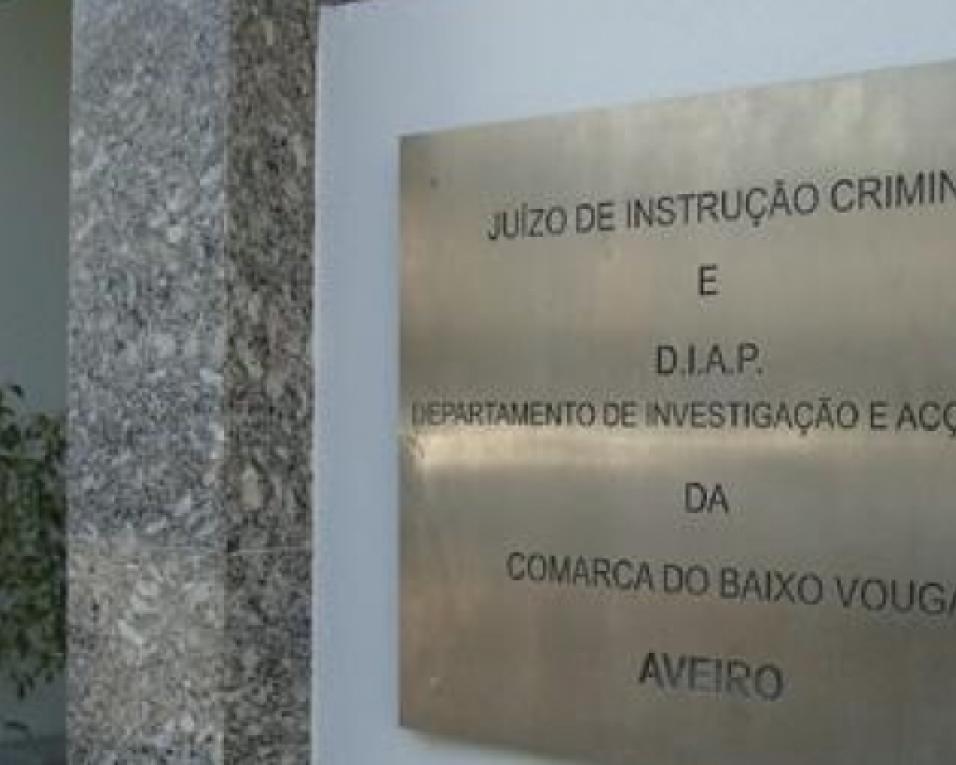 JUÍZO DE INSTRUÇÃO CRIMIN
E
D.I.A.P.
DEPARTAMENTO DE INVESTIGAÇÃO E ACÇ
DA
COMARCA DO BAIXO VOUGA
AVEIRO